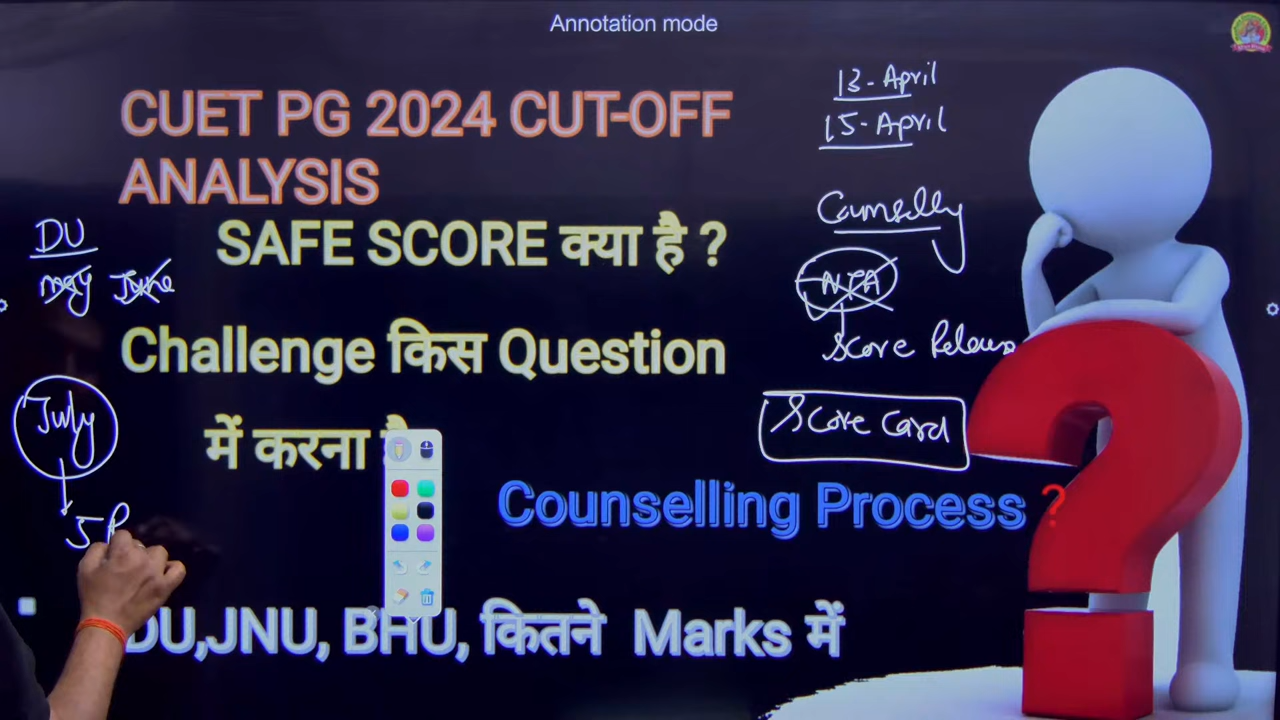 Annotation mode
CUET PG 2024 CUT-OFF
ANALYSIS
SAFE SCORE क्या है ?
Challenge किस Question
में करना
Counselling Process ?
DU,JNU, BHU, कितने Marks में
13-April
15-April
NTA
Score Release
Score Card
DU
may June
July
5